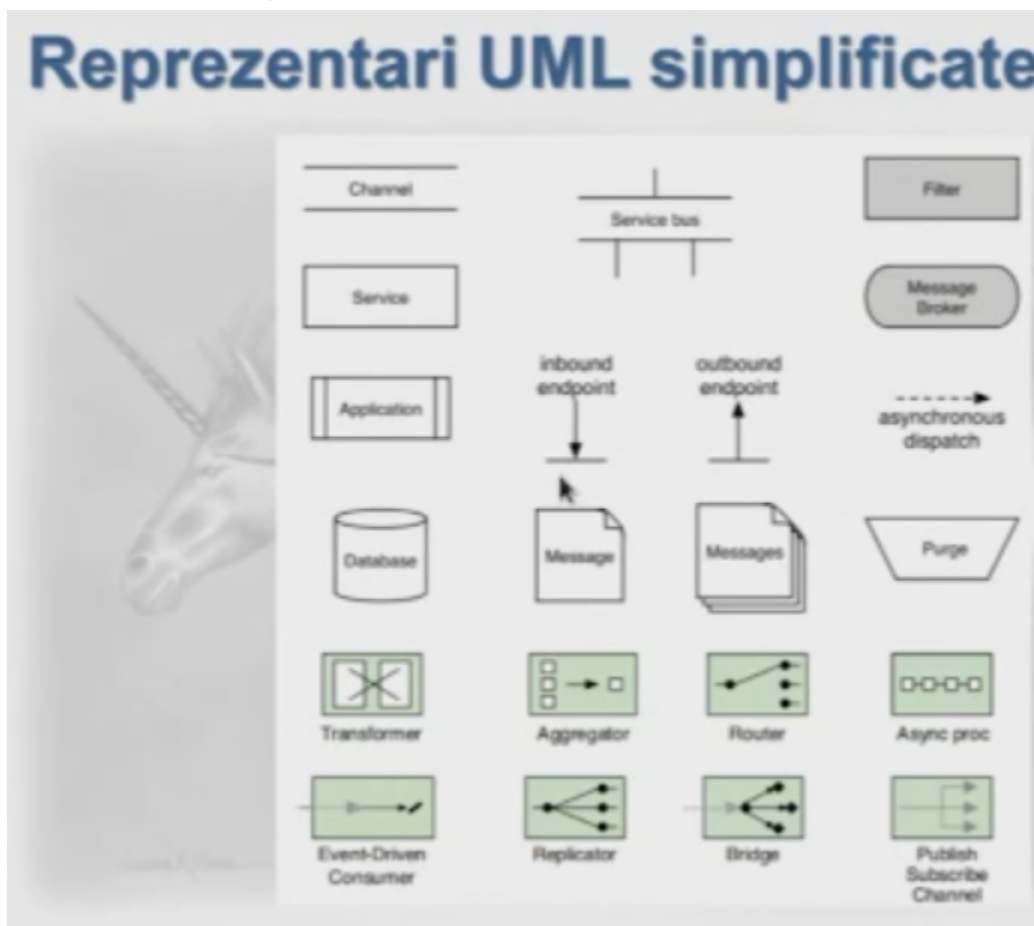 Reprezentari UML simplificate
Channel
Service bus
Filter
Service
Message
Broker
Application
inbound
endpoint
outbound
endpoint
asynchronous
dispatch
Database
Message
Messages
Purge
Transformer
Aggregator
Router
Async proc
Event-Driven
Consumer
Replicator
Bridge
Publish
Subscribe
Channel